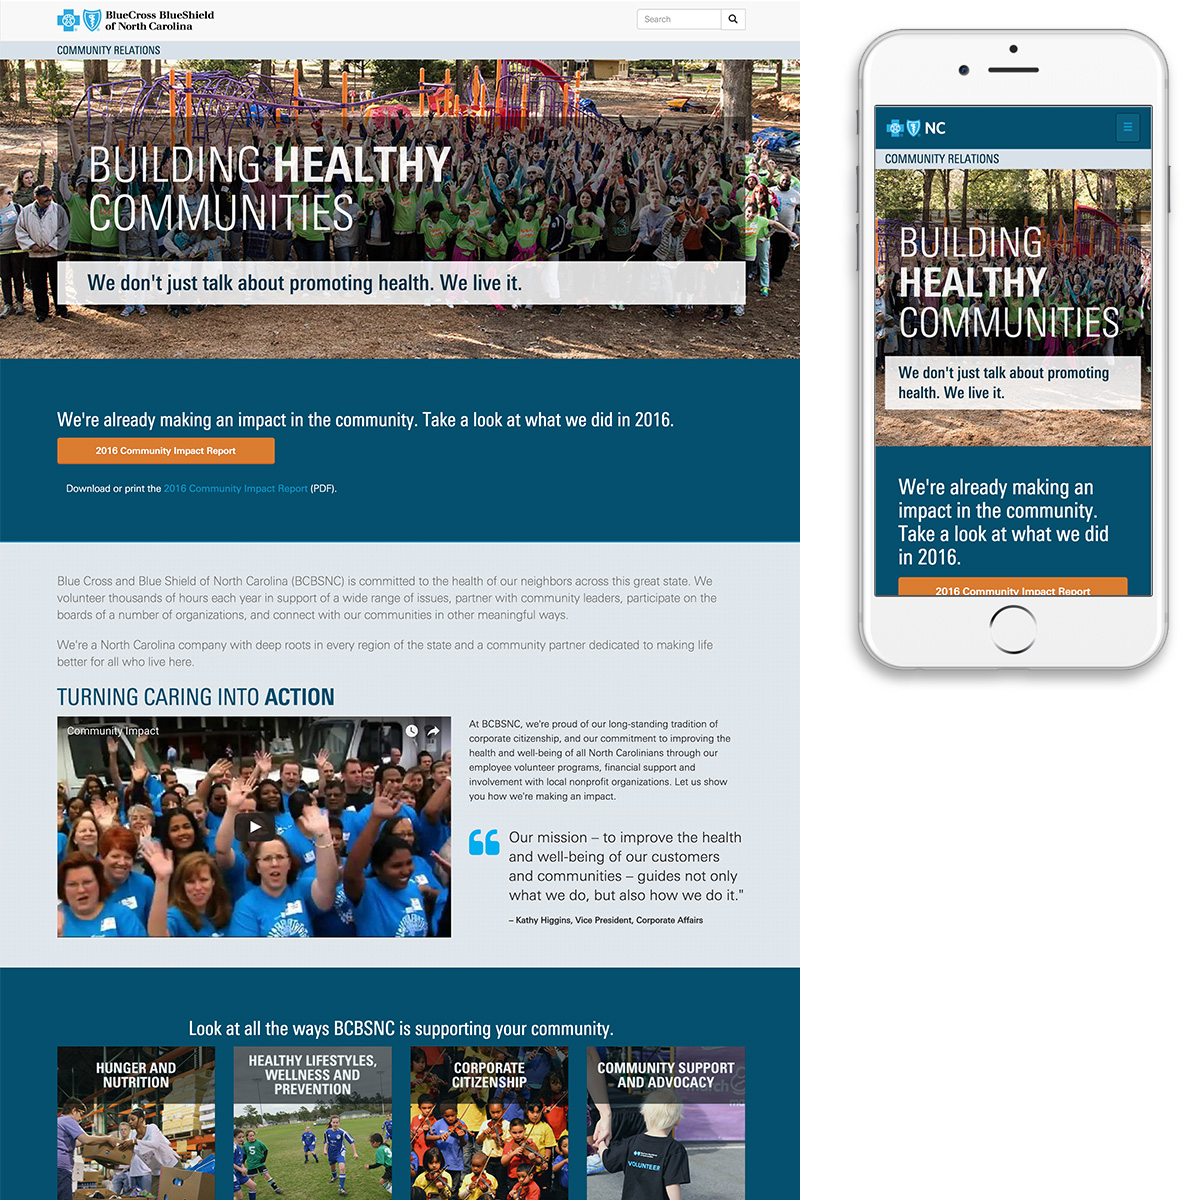 BlueCross BlueShield
of North Carolina
Search
COMMUNITY RELATIONS
BUILDING HEALTHY
COMMUNITIES
We don't just talk about promoting health. We live it.
We're already making an impact in the community. Take a look at what we did in 2016.
2016 Community Impact Report
Download or print the 2016 Community Impact Report (PDF).
Blue Cross and Blue Shield of North Carolina (BCBSNC) is committed to the health of our neighbors across this great state. We
volunteer thousands of hours each year in support of a wide range of issues, partner with community leaders, participate on the
boards of a number of organizations, and connect with our communities in other meaningful ways.
We're a North Carolina company with deep roots in every region of the state and a community partner dedicated to making life
better for all who live here.
TURNING CARING INTO ACTION
Community Impact
At BCBSNC, we're proud of our long-standing tradition of
corporate citizenship, and our commitment to improving the
health and well-being of all North Carolinians through our
employee volunteer programs, financial support and
involvement with local nonprofit organizations. Let us show
you how we're making an impact.
“ Our mission – to improve the health
and well-being of our customers
and communities – guides not only
what we do, but also how we do it."
– Kathy Higgins, Vice President, Corporate Affairs
Look at all the ways BCBSNC is supporting your community.
HUNGER AND
NUTRITION
HEALTHY LIFESTYLES,
WELLNESS AND
PREVENTION
CORPORATE
CITIZENSHIP
COMMUNITY SUPPORT
AND ADVOCACY
VOLUNTEER
NC
COMMUNITY RELATIONS
BUILDING
HEALTHY
COMMUNITIES
We don't just talk about promoting
health. We live it.
We're already making an
impact in the community.
Take a look at what we did
in 2016.
2016 Community Impact Report